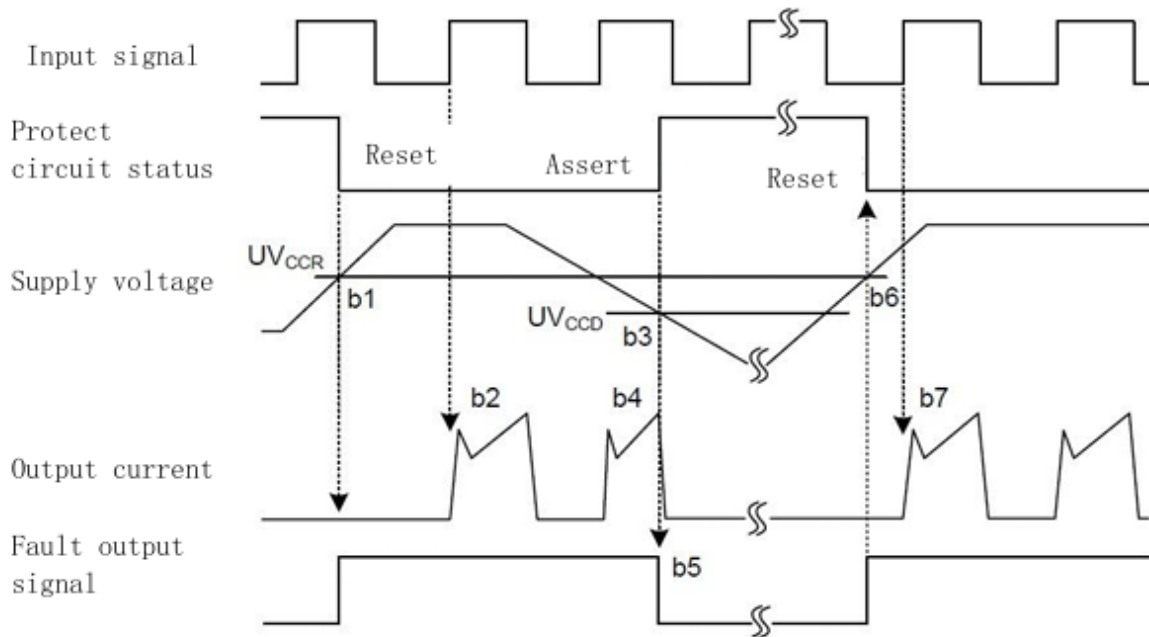 Input signal
Protect
circuit status
Reset
Assert
Reset
Supply voltage
UVCCR
b1
UVCCD
b3
b6
b2
b4
b7
Output current
Fault output
signal
b5